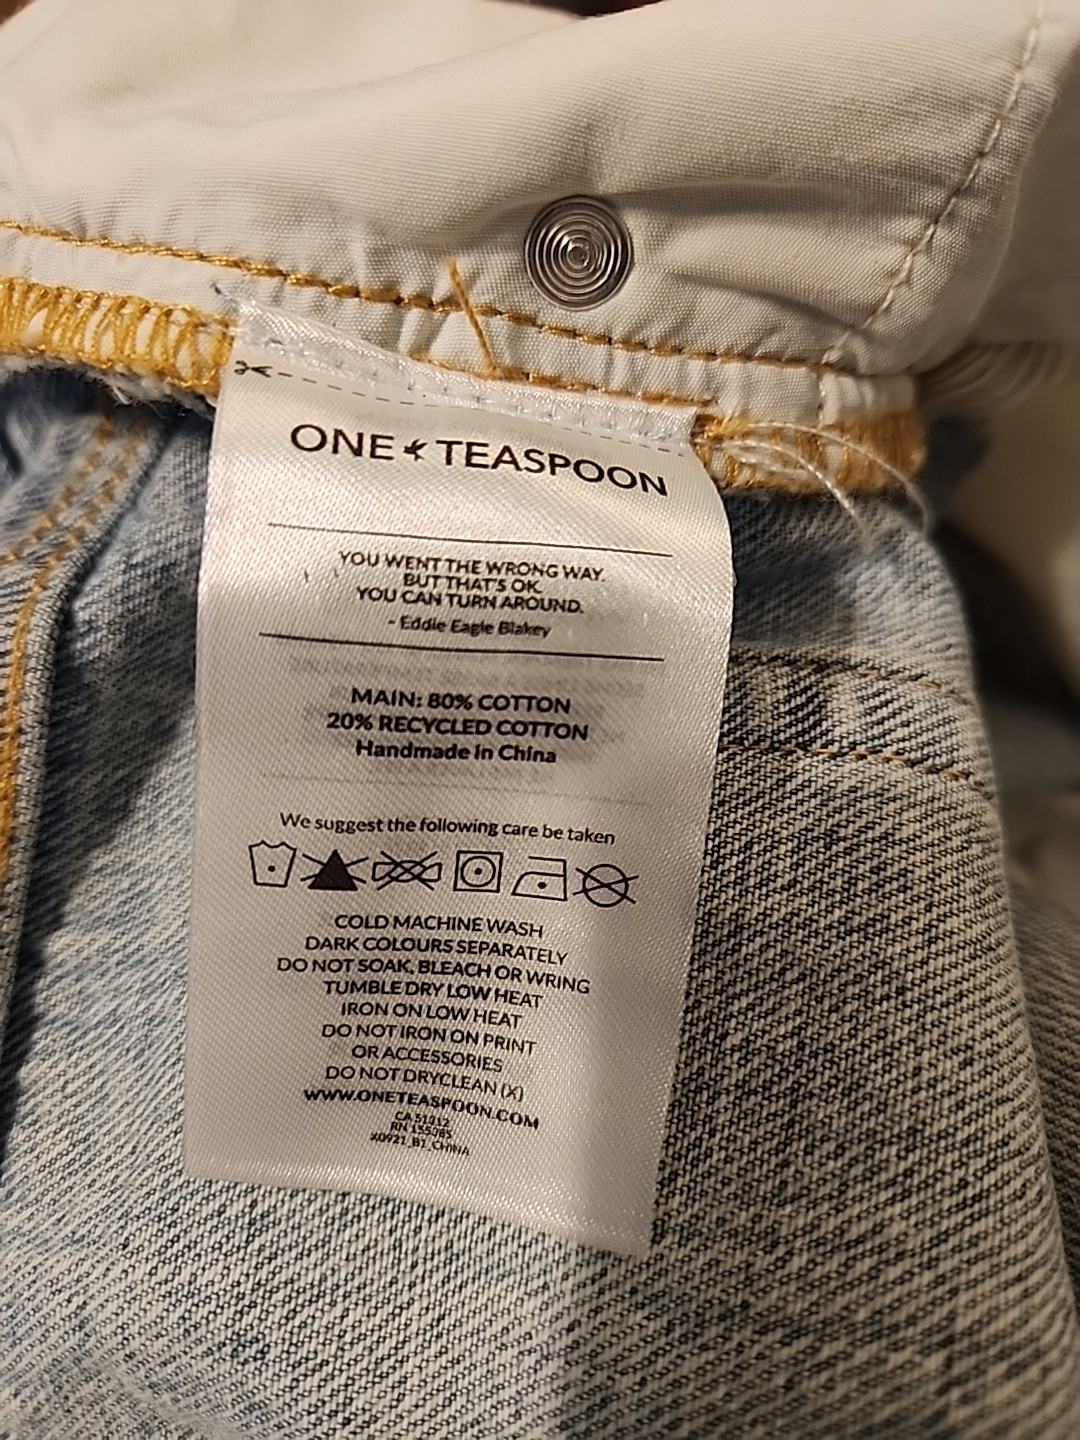 ONE TEASPOON
YOU WENT THE WRONG WAY.
BUT THAT'S OK.
YOU CAN TURN AROUND.
- Eddie Eagle Blakey
MAIN: 80% COTTON
20% RECYCLED COTTON
Handmade In China
We suggest the following care be taken
COLD MACHINE WASH
DARK COLOURS SEPARATELY
DO NOT SOAK, BLEACH OR WRING
TUMBLE DRY LOW HEAT
IRON ON LOW HEAT
DO NOT IRON ON PRINT
OR ACCESSORIES
DO NOT DRYCLEAN (X)
WWW.ONETEASPOON.COM
CA 51012
RN 155085
X0921_B1_CHINA